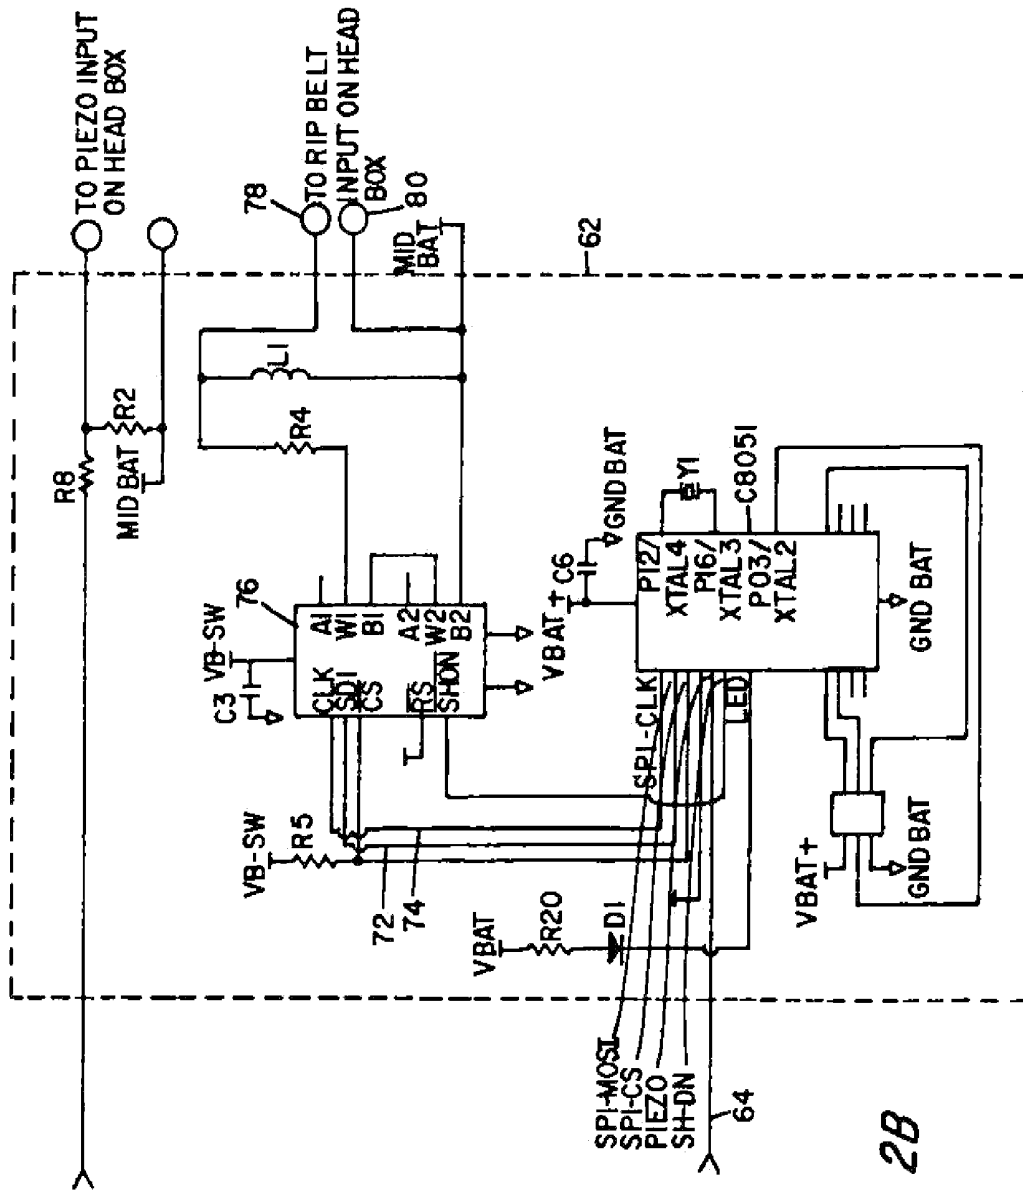 TO PIEZO INPUT
ON HEAD BOX
R8
R2
MID BAT
78
TO RIP BELT
INPUT ON HEAD
BOX
80
MID
BAT
62
L1
R4
76
VB-SW
C3
A1
W1
B1
A2
W2
B2
CLK
SDI
CS
RS
SHDN
VB-SW
R5
72
74
VBAT +
C6
GND BAT
P12/
XTAL4
P16/
XTAL3
P03/
XTAL2
Y1
C8051
SPI-CLK
LED
GND BAT
VBAT
R20
D1
VBAT+
GND BAT
SPI-MOSI
SPI-CS
PIEZO
SH-DN
64
2B